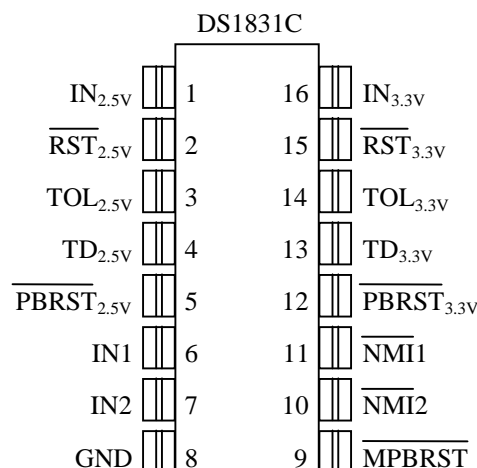 DS1831C
IN2.5V 1 16 IN3.3V
RST2.5V 2 15 RST3.3V
TOL2.5V 3 14 TOL3.3V
TD2.5V 4 13 TD3.3V
PBRST2.5V 5 12 PBRST3.3V
IN1 6 11 NMI1
IN2 7 10 NMI2
GND 8 9 MPBRST